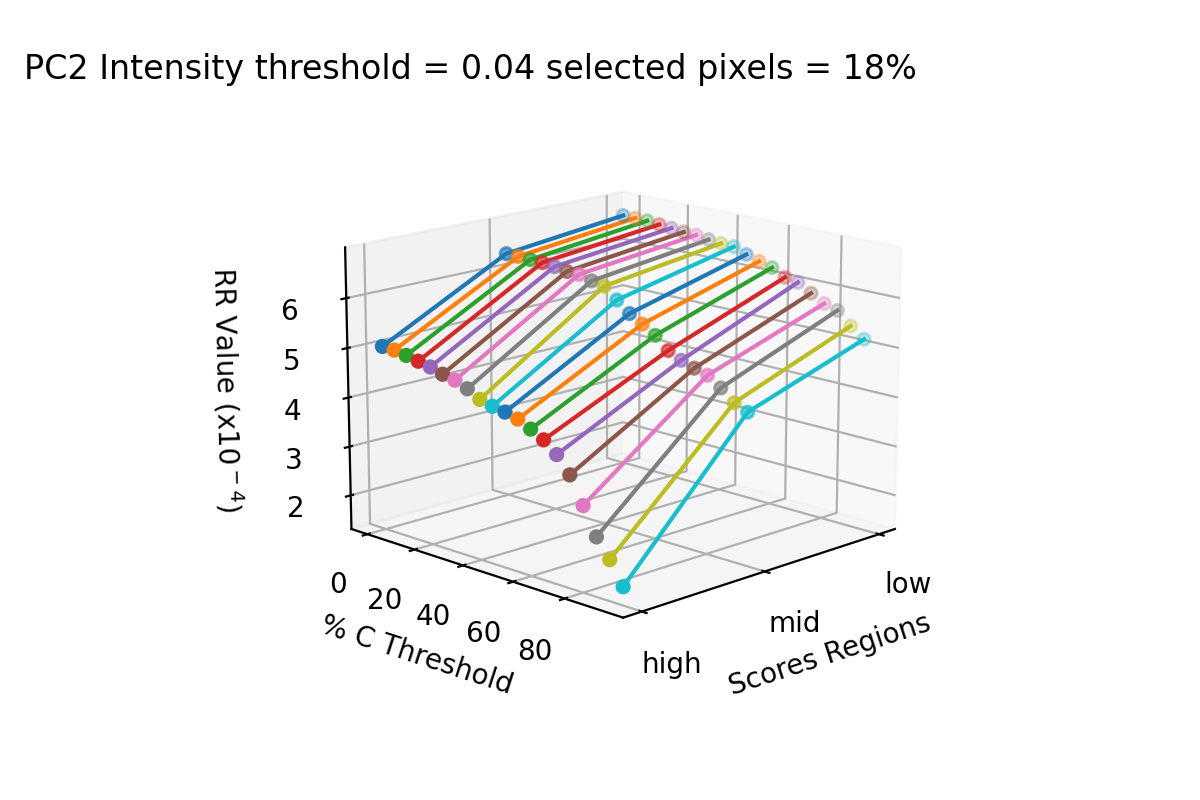 PC2 Intensity threshold = 0.04 selected pixels = 18%
RR Value (x10⁻⁴)
6
5
4
3
2
0
20
40
60
80
% C Threshold
high
mid
low
Scores Regions